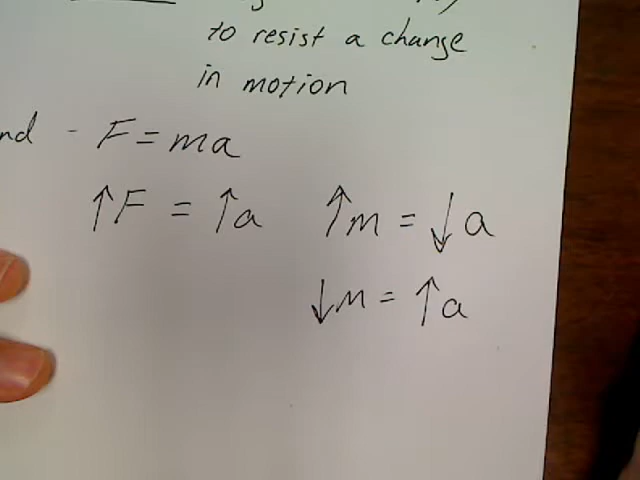 to resist a change
in motion
nd - F = ma
↑F = ↑a ↑m = ↓a
↓m = ↑a